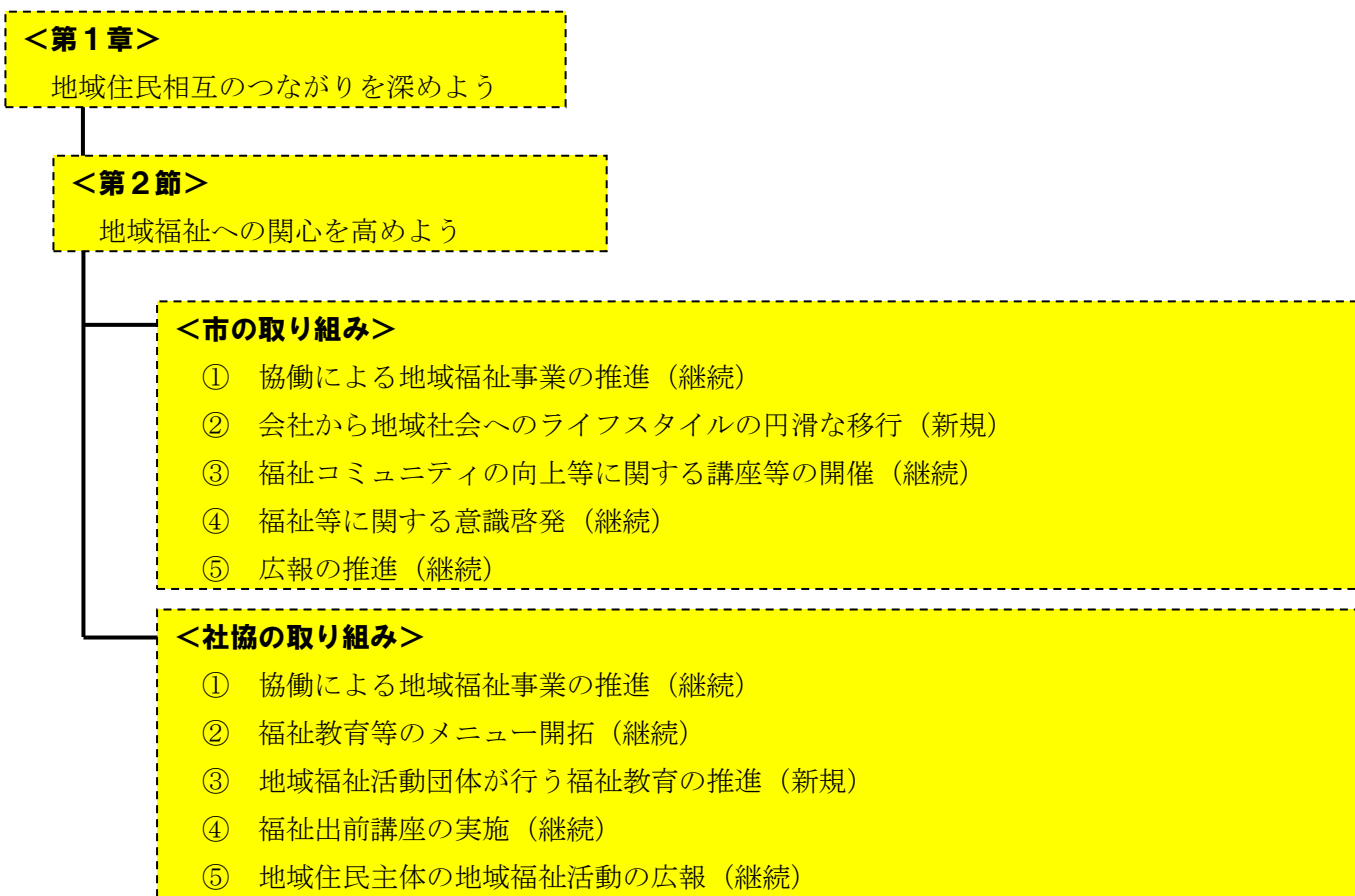 ＜第１章＞
地域住民相互のつながりを深めよう
＜第２節＞
地域福祉への関心を高めよう
＜市の取り組み＞
① 協働による地域福祉事業の推進（継続）
② 会社から地域社会へのライフスタイルの円滑な移行（新規）
③ 福祉コミュニティの向上等に関する講座等の開催（継続）
④ 福祉等に関する意識啓発（継続）
⑤ 広報の推進（継続）
＜社協の取り組み＞
① 協働による地域福祉事業の推進（継続）
② 福祉教育等のメニュー開拓（継続）
③ 地域福祉活動団体が行う福祉教育の推進（新規）
④ 福祉出前講座の実施（継続）
⑤ 地域住民主体の地域福祉活動の広報（継続）